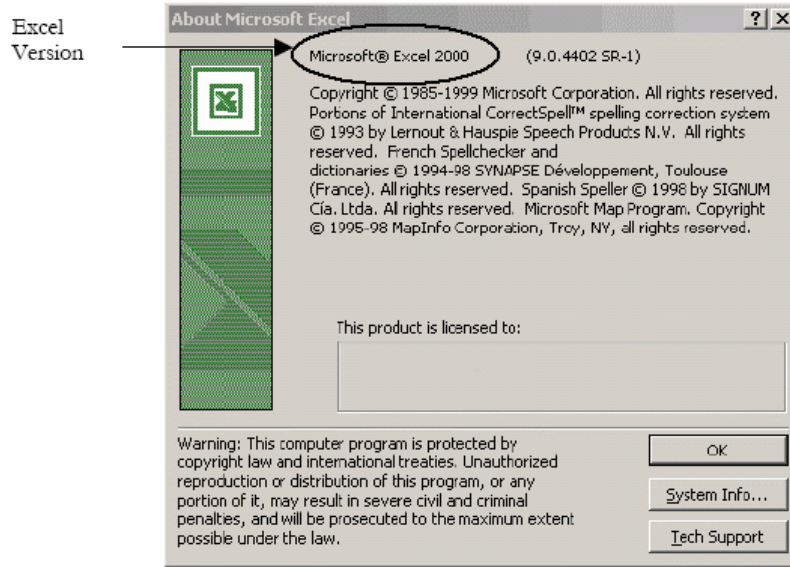 Excel
Version
About Microsoft Excel
Microsoft® Excel 2000 (9.0.4402 SR-1)
Copyright © 1985-1999 Microsoft Corporation. All rights reserved.
Portions of International CorrectSpell™ spelling correction system
© 1993 by Lernout & Hauspie Speech Products N.V. All rights
reserved. French Spellchecker and
dictionaries © 1994-98 SYNAPSE Développement, Toulouse
(France). All rights reserved. Spanish Speller © 1998 by SIGNUM
Cía. Ltda. All rights reserved. Microsoft Map Program. Copyright
© 1995-98 MapInfo Corporation, Troy, NY, all rights reserved.
This product is licensed to:
Warning: This computer program is protected by
copyright law and international treaties. Unauthorized
reproduction or distribution of this program, or any
portion of it, may result in severe civil and criminal
penalties, and will be prosecuted to the maximum extent
possible under the law.
OK
System Info...
Tech Support